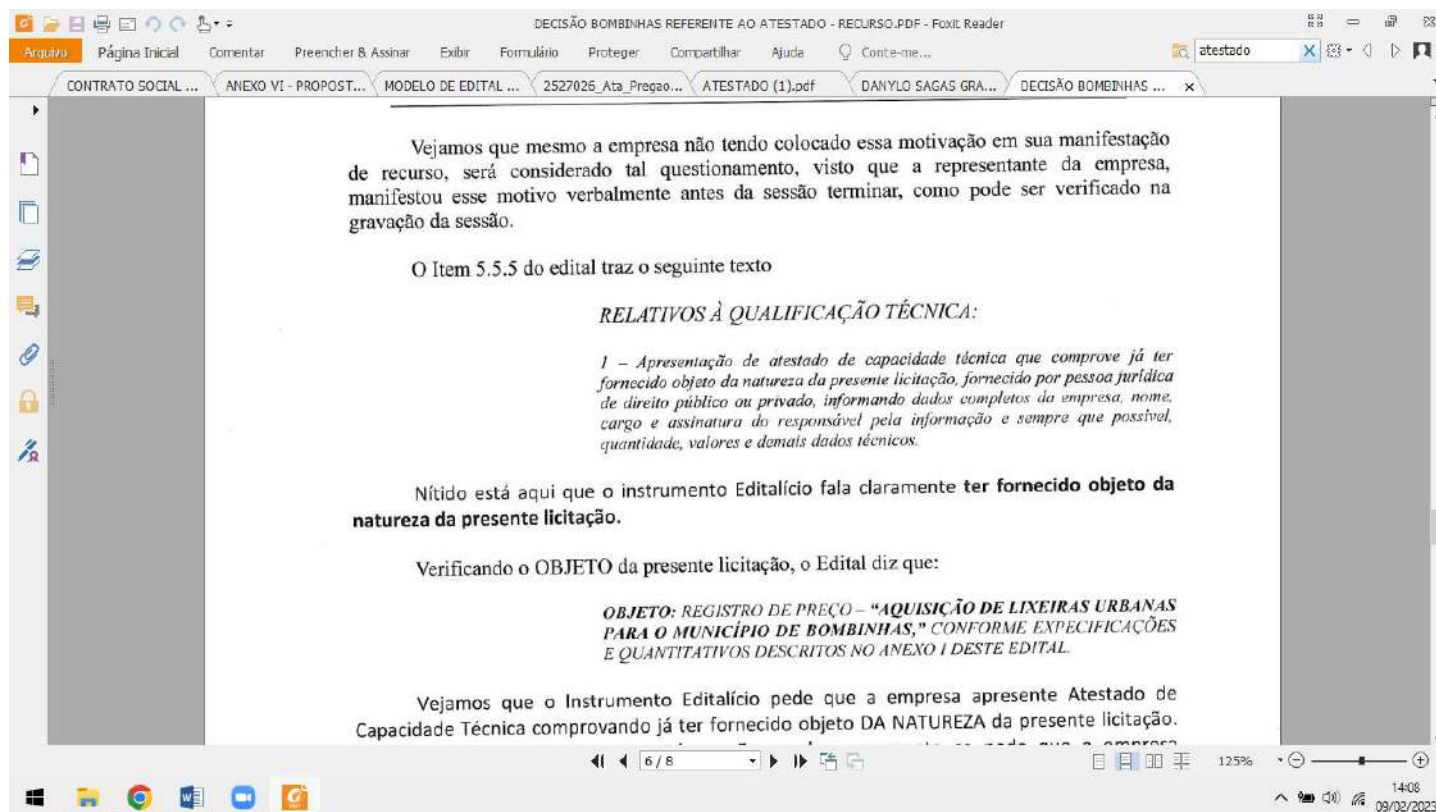 DECISÃO BOMBINHAS REFERENTE AO ATESTADO - RECURSO.PDF - Foxit Reader
Arquivo Página Inicial Comentar Preencher & Assinar Exibir Formulário Proteger Compartilhar Ajuda Conte-me... atestado
CONTRATO SOCIAL ... ANEXO VI - PROPOST... MODELO DE EDITAL ... 2527026_Ata_Pregao... ATESTADO (1).pdf DANYLO SAGAS GRA... DECISÃO BOMBINHAS ...
Vejamos que mesmo a empresa não tendo colocado essa motivação em sua manifestação
de recurso, será considerado tal questionamento, visto que a representante da empresa,
manifestou esse motivo verbalmente antes da sessão terminar, como pode ser verificado na
gravação da sessão.
O Item 5.5.5 do edital traz o seguinte texto
RELATIVOS À QUALIFICAÇÃO TÉCNICA:
1 – Apresentação de atestado de capacidade técnica que comprove já ter
fornecido objeto da natureza da presente licitação, fornecido por pessoa jurídica
de direito público ou privado, informando dados completos da empresa, nome,
cargo e assinatura do responsável pela informação e sempre que possível,
quantidade, valores e demais dados técnicos.
Nítido está aqui que o instrumento Editalício fala claramente ter fornecido objeto da
natureza da presente licitação.
Verificando o OBJETO da presente licitação, o Edital diz que:
OBJETO: REGISTRO DE PREÇO – “AQUISIÇÃO DE LIXEIRAS URBANAS
PARA O MUNICÍPIO DE BOMBINHAS,” CONFORME EXPECIFICAÇÕES
E QUANTITATIVOS DESCRITOS NO ANEXO I DESTE EDITAL.
Vejamos que o Instrumento Editalício pede que a empresa apresente Atestado de
Capacidade Técnica comprovando já ter fornecido objeto DA NATUREZA da presente licitação.
6 / 8 125%
14:08
09/02/2023